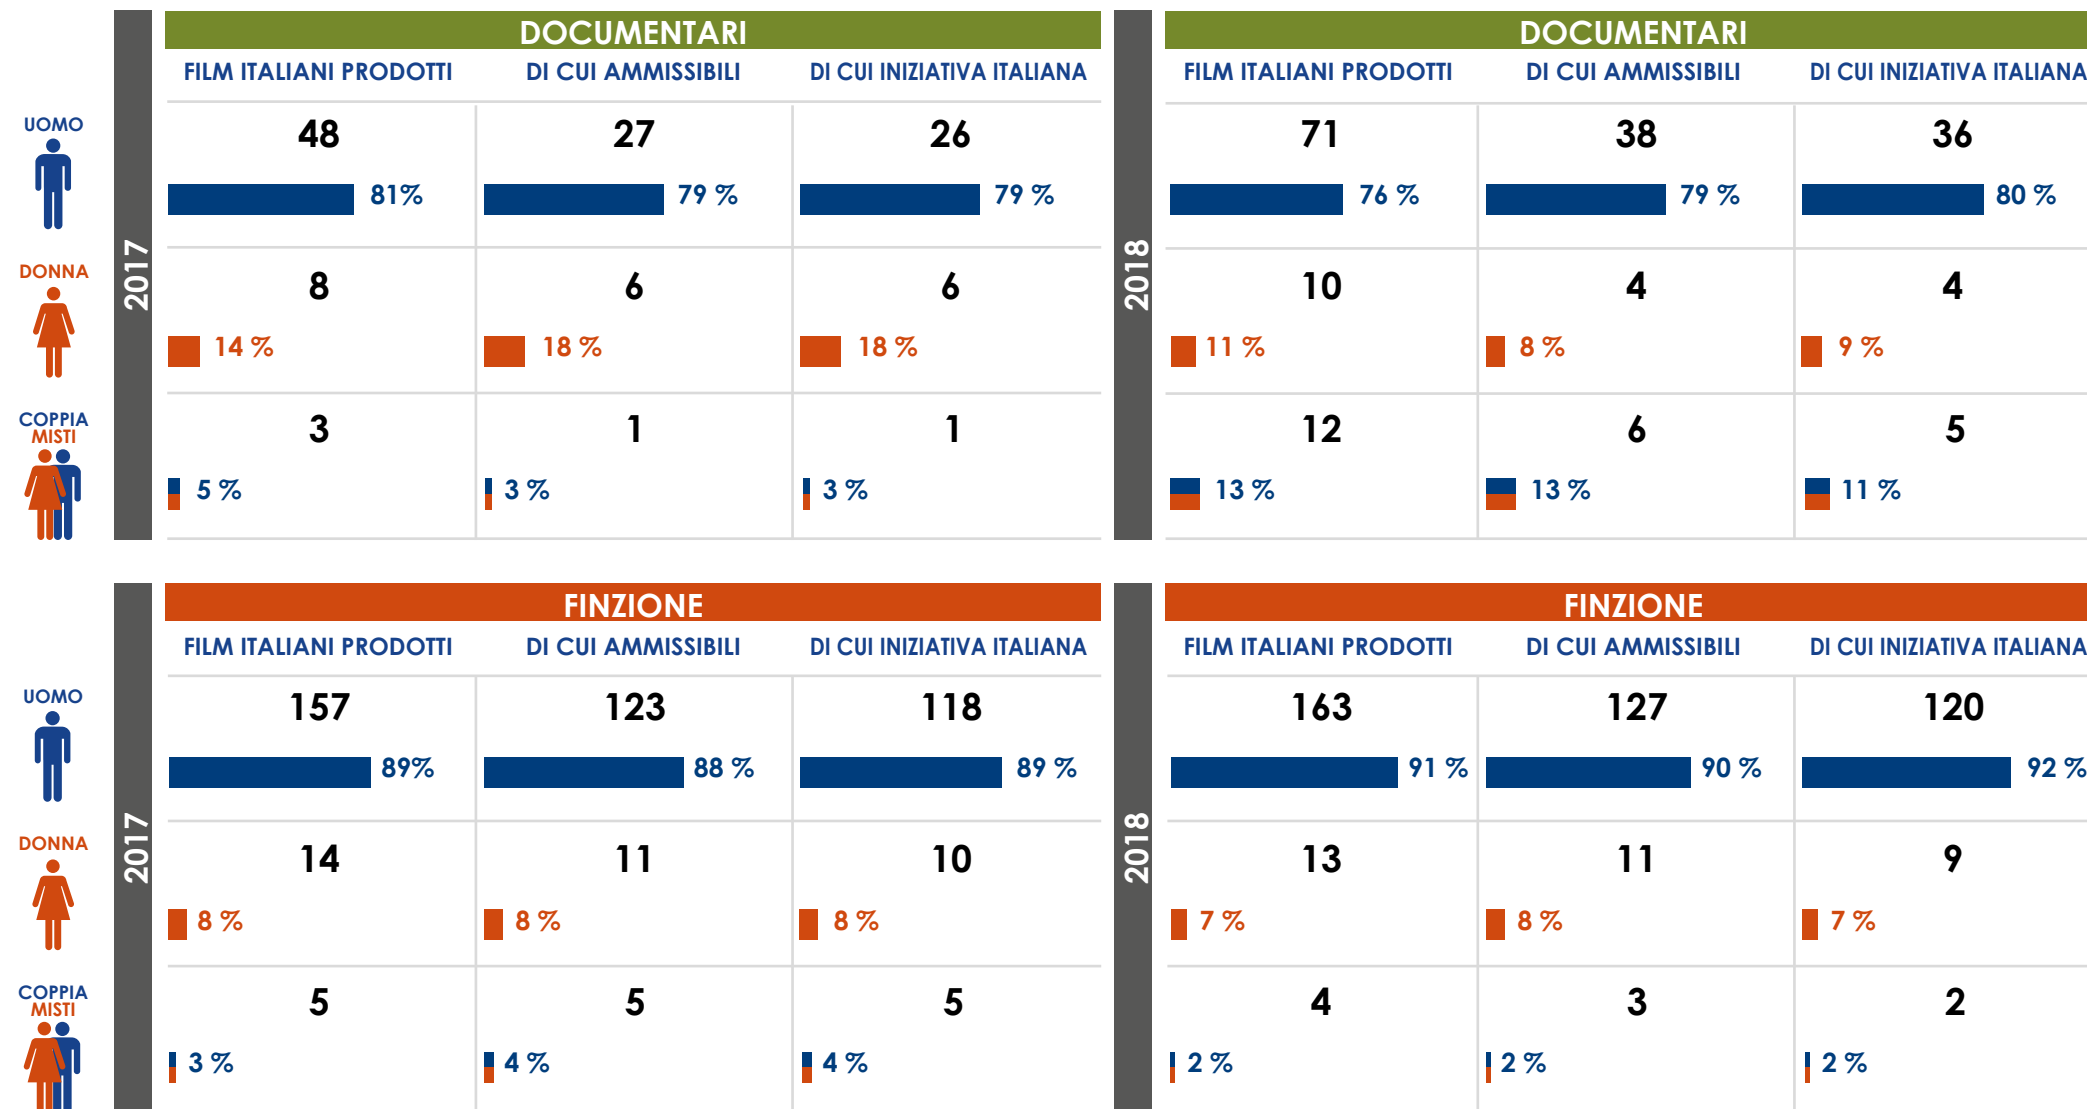 DOCUMENTARI
FILM ITALIANI PRODOTTI DI CUI AMMISSIBILI DI CUI INIZIATIVA ITALIANA
2017
UOMO
48 27 26
81% 79 % 79 %
DONNA
8 6 6
14 % 18 % 18 %
COPPIA
MISTI
3 1 1
5 % 3 % 3 %
DOCUMENTARI
FILM ITALIANI PRODOTTI DI CUI AMMISSIBILI DI CUI INIZIATIVA ITALIANA
2018
71 38 36
76 % 79 % 80 %
10 4 4
11 % 8 % 9 %
12 6 5
13 % 13 % 11 %
FINZIONE
FILM ITALIANI PRODOTTI DI CUI AMMISSIBILI DI CUI INIZIATIVA ITALIANA
2017
UOMO
157 123 118
89% 88 % 89 %
DONNA
14 11 10
8 % 8 % 8 %
COPPIA
MISTI
5 5 5
3 % 4 % 4 %
FINZIONE
FILM ITALIANI PRODOTTI DI CUI AMMISSIBILI DI CUI INIZIATIVA ITALIANA
2018
163 127 120
91 % 90 % 92 %
13 11 9
7 % 8 % 7 %
4 3 2
2 % 2 % 2 %